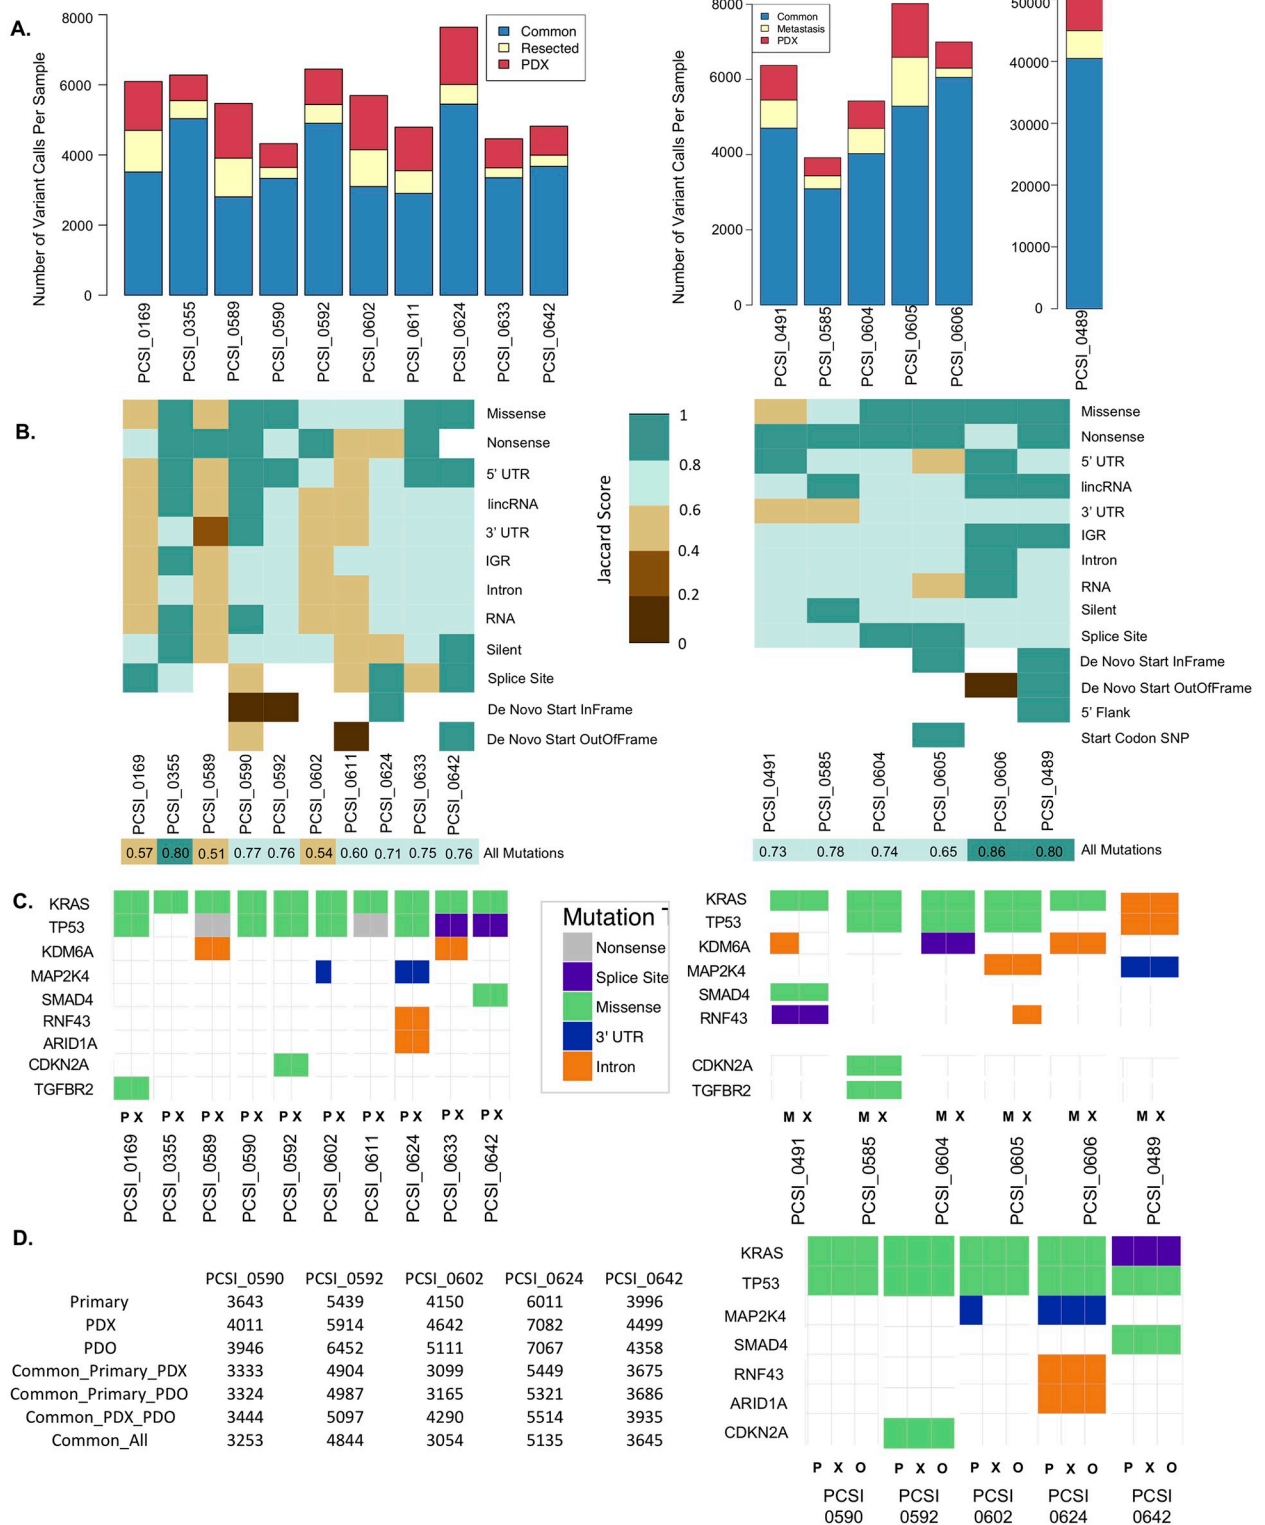 A.
Number of Variant Calls Per Sample
8000
6000
4000
2000
0
Common
Resected
PDX
PCSI_0169
PCSI_0355
PCSI_0589
PCSI_0590
PCSI_0592
PCSI_0602
PCSI_0611
PCSI_0624
PCSI_0633
PCSI_0642
Number of Variant Calls Per Sample
8000
6000
4000
2000
0
Common
Metastasis
PDX
PCSI_0491
PCSI_0585
PCSI_0604
PCSI_0605
PCSI_0606
50000
40000
30000
20000
10000
0
PCSI_0489
B.
Missense
Nonsense
5' UTR
lincRNA
3' UTR
IGR
Intron
RNA
Silent
Splice Site
De Novo Start InFrame
De Novo Start OutOfFrame
PCSI_0169
PCSI_0355
PCSI_0589
PCSI_0590
PCSI_0592
PCSI_0602
PCSI_0611
PCSI_0624
PCSI_0633
PCSI_0642
0.57 0.80 0.51 0.77 0.76 0.54 0.60 0.71 0.75 0.76 All Mutations
Jaccard Score
1
0.8
0.6
0.4
0.2
0
Missense
Nonsense
5' UTR
lincRNA
3' UTR
IGR
Intron
RNA
Silent
Splice Site
De Novo Start InFrame
De Novo Start OutOfFrame
5' Flank
Start Codon SNP
PCSI_0491
PCSI_0585
PCSI_0604
PCSI_0605
PCSI_0606
PCSI_0489
0.73 0.78 0.74 0.65 0.86 0.80 All Mutations
C.
KRAS
TP53
KDM6A
MAP2K4
SMAD4
RNF43
ARID1A
CDKN2A
TGFBR2
P X P X P X P X P X P X P X P X P X P X
PCSI_0169
PCSI_0355
PCSI_0589
PCSI_0590
PCSI_0592
PCSI_0602
PCSI_0611
PCSI_0624
PCSI_0633
PCSI_0642
Mutation T
Nonsense
Splice Site
Missense
3' UTR
Intron
KRAS
TP53
KDM6A
MAP2K4
SMAD4
RNF43
CDKN2A
TGFBR2
M X M X M X M X M X M X
PCSI_0491
PCSI_0585
PCSI_0604
PCSI_0605
PCSI_0606
PCSI_0489
D.
PCSI_0590 PCSI_0592 PCSI_0602 PCSI_0624 PCSI_0642
Primary 3643 5439 4150 6011 3996
PDX 4011 5914 4642 7082 4499
PDO 3946 6452 5111 7067 4358
Common_Primary_PDX 3333 4904 3099 5449 3675
Common_Primary_PDO 3324 4987 3165 5321 3686
Common_PDX_PDO 3444 5097 4290 5514 3935
Common_All 3253 4844 3054 5135 3645
KRAS
TP53
MAP2K4
SMAD4
RNF43
ARID1A
CDKN2A
P X O P X O P X O P X O P X O
PCSI PCSI PCSI PCSI PCSI
0590 0592 0602 0624 0642